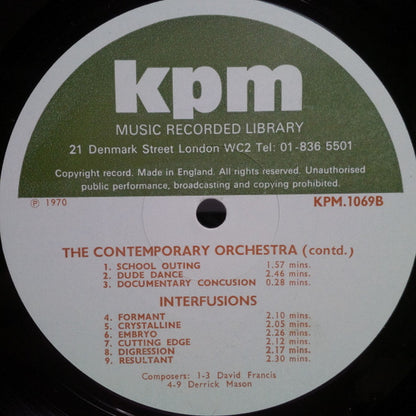 kpm
MUSIC RECORDED LIBRARY
21 Denmark Street London WC2 Tel: 01-836 5501
Copyright record. Made in England. All rights reserved. Unauthorised
public performance, broadcasting and copying prohibited.
℗ 1970
KPM.1069B
THE CONTEMPORARY ORCHESTRA (contd.)
1. SCHOOL OUTING 1.57 mins.
2. DUDE DANCE 2.46 mins.
3. DOCUMENTARY CONCUSION 0.28 mins.
INTERFUSIONS
4. FORMANT 2.10 mins.
5. CRYSTALLINE 2.05 mins.
6. EMBRYO 2.26 mins.
7. CUTTING EDGE 2.12 mins.
8. DIGRESSION 2.17 mins.
9. RESULTANT 2.30 mins.
Composers: 1-3 David Francis
4-9 Derrick Mason